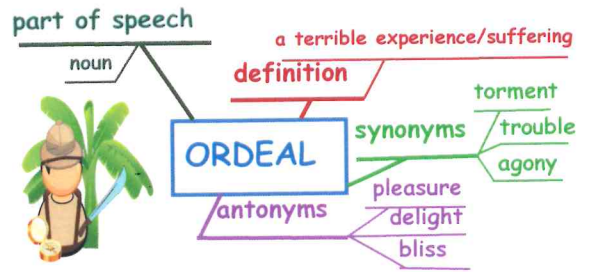 part of speech
noun
a terrible experience/suffering
definition
ORDEAL
synonyms
torment
trouble
agony
antonyms
pleasure
delight
bliss